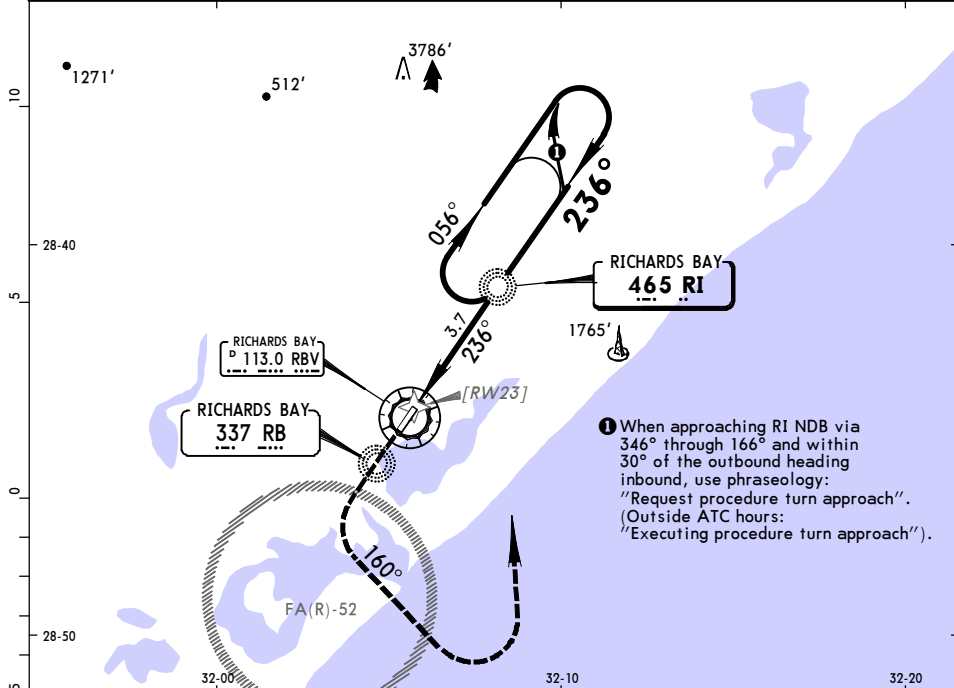 3786'
1271'
512'
10
❶
236°
056°
28-40
RICHARDS BAY
465 RI
5
3.7
236°
1765'
RICHARDS BAY
D 113.0 RBV
[RW23]
RICHARDS BAY
337 RB
❶ When approaching RI NDB via
346° through 166° and within
30° of the outbound heading
inbound, use phraseology:
"Request procedure turn approach".
(Outside ATC hours:
"Executing procedure turn approach").
0
160°
FA(R)-52
28-50
5
32-00
32-10
32-20